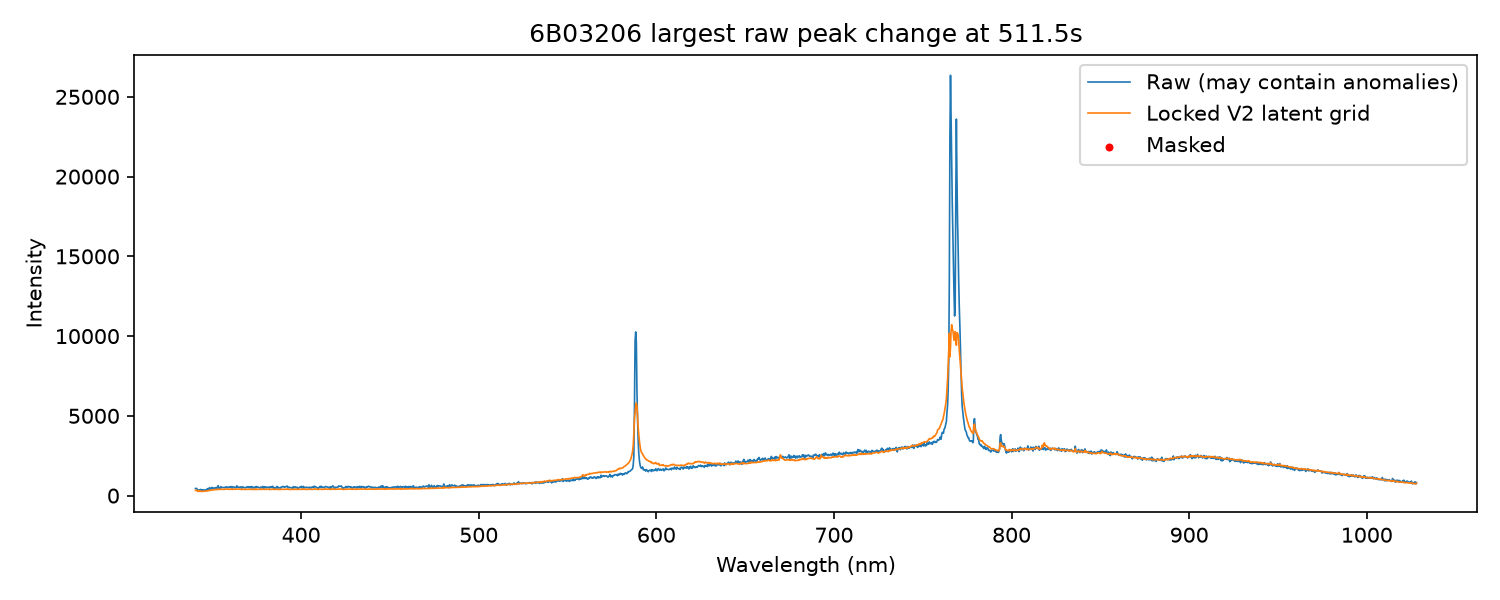 6B03206 largest raw peak change at 511.5s
Raw (may contain anomalies)
Locked V2 latent grid
Masked
Intensity
25000
20000
15000
10000
5000
0
400 500 600 700 800 900 1000
Wavelength (nm)